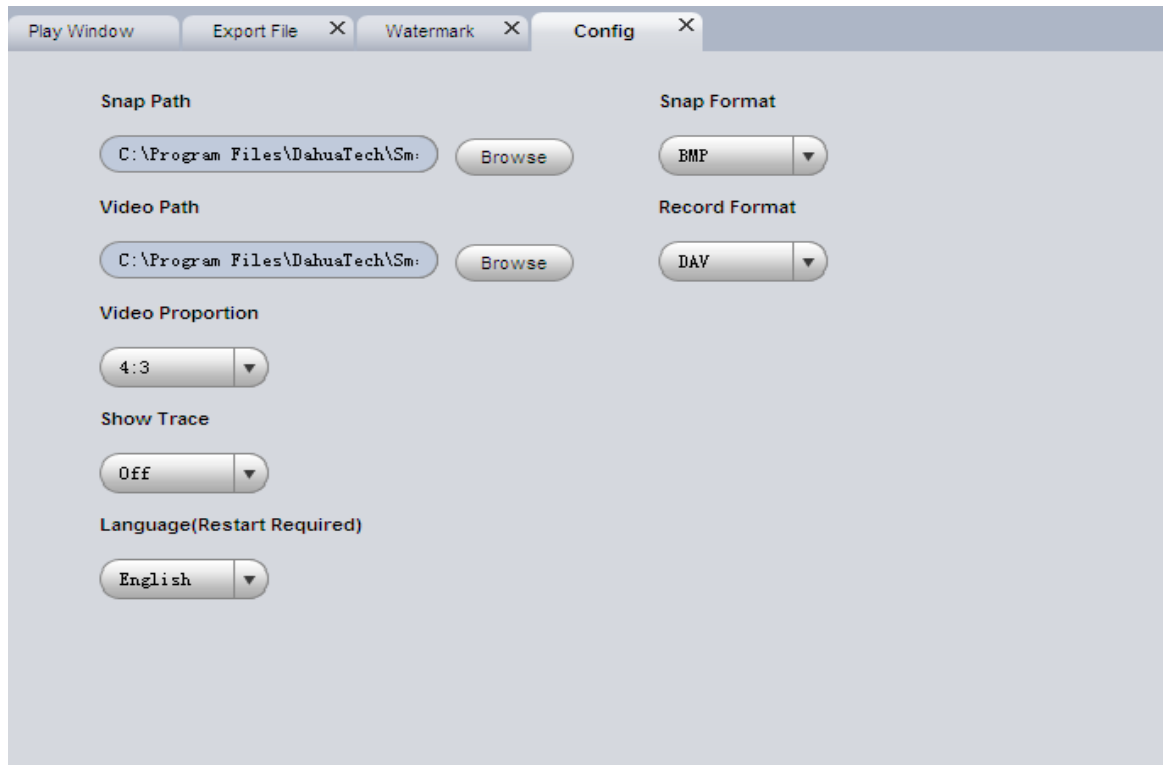 Play Window Export File X Watermark X Config X
Snap Path Snap Format
C:\Program Files\DahuaTech\Sm Browse BMP
Video Path Record Format
C:\Program Files\DahuaTech\Sm Browse DAV
Video Proportion
4:3
Show Trace
Off
Language(Restart Required)
English